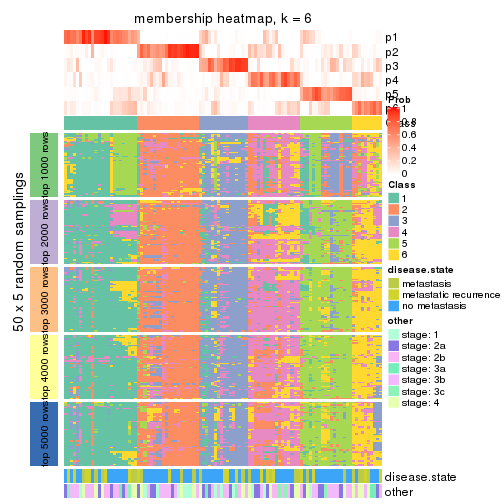 membership heatmap, k = 6
p1
p2
p3
p4
p5
Prob
1
0.6
0.4
0.2
0
Class
1
2
3
4
5
6
disease.state
metastasis
metastatic recurrence
no metastasis
other
stage: 1
stage: 2a
stage: 2b
stage: 3a
stage: 3b
stage: 3c
stage: 4
50 x 5 random samplings
top 1000 rows
top 2000 rows
top 3000 rows
top 4000 rows
top 5000 rows
disease.state
other